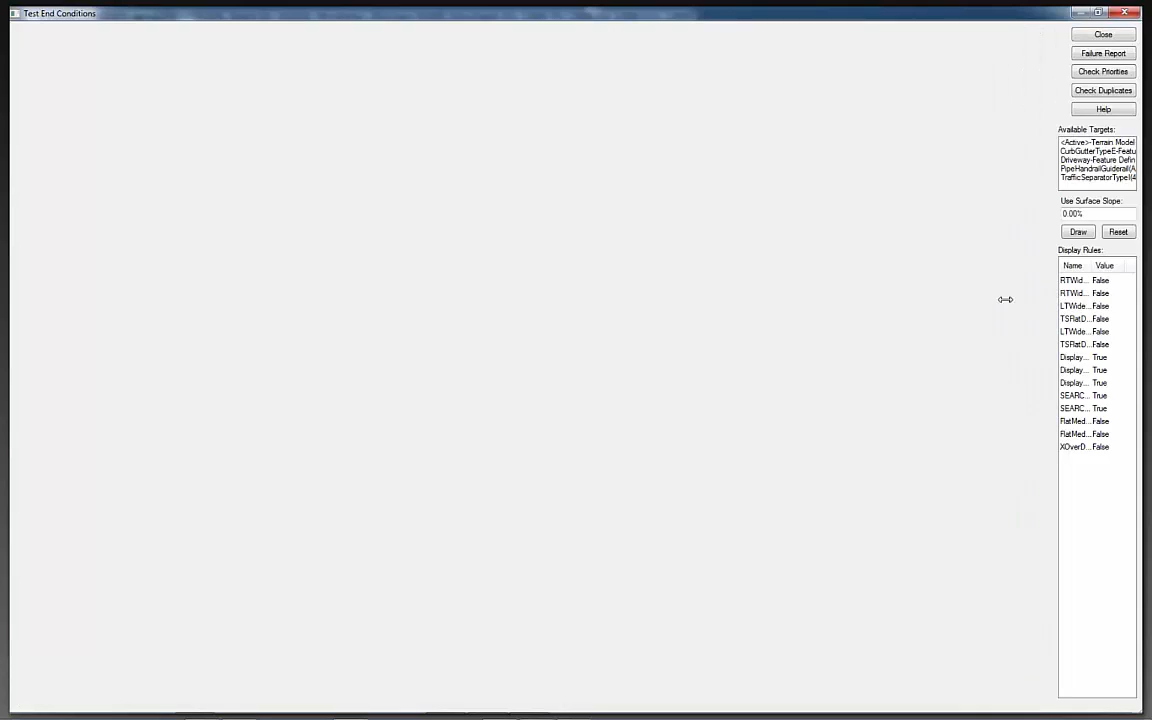 Test End Conditions
Close
Failure Report
Check Priorities
Check Duplicates
Help
Available Targets:
<Active>-Terrain Model
CurbGutterTypeE-Featu
Driveway-Feature Defin
PipeHandrailGuiderail(A
TrafficSeparatorTypeI(4
Use Surface Slope:
0.00%
Draw Reset
Display Rules:
Name Value
RTWid... False
RTWid... False
LTWide... False
TSFlatD... False
LTWide... False
TSFlatD... False
Display... True
Display... True
Display... True
SEARC... True
SEARC... True
FlatMed... False
FlatMed... False
XOverD... False